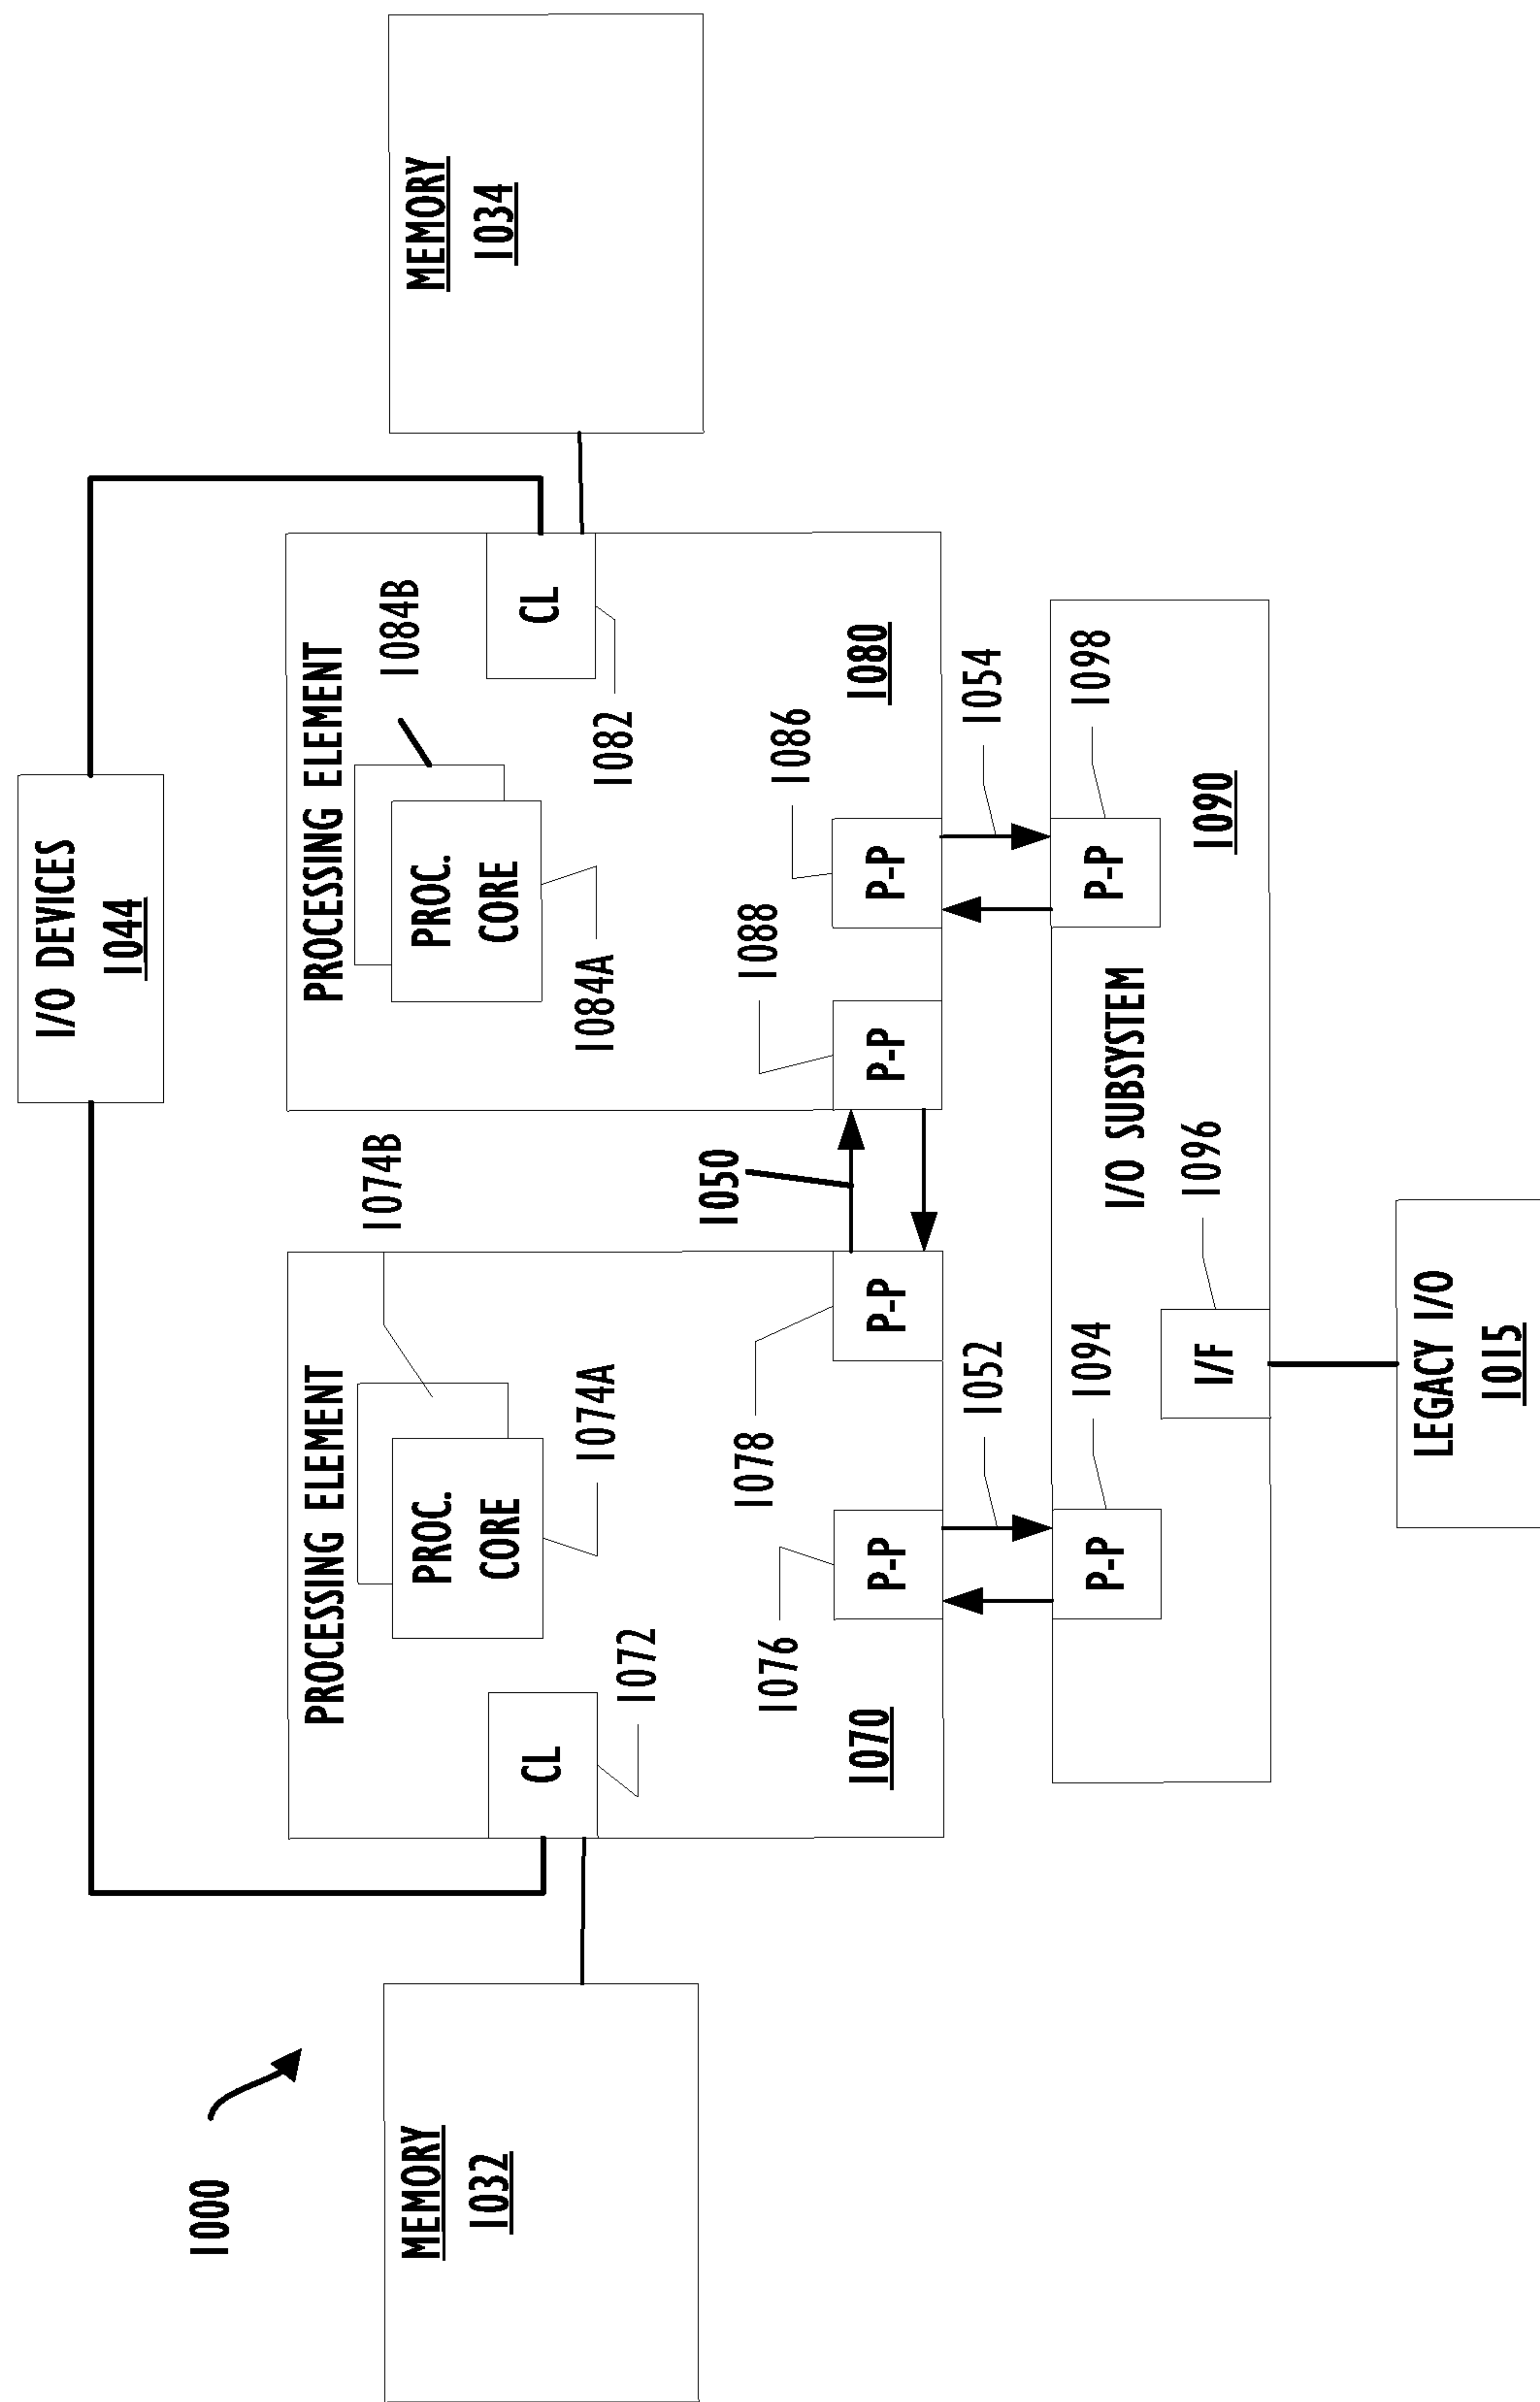 1000
I/O DEVICES
1044
MEMORY
1032
PROCESSING ELEMENT
1074B
PROC.
CORE
1074A
CL
1072
1078
P-P
1076
P-P
1070
1050
PROCESSING ELEMENT
1084B
PROC.
CORE
1084A
CL
1082
1088
P-P
1086
P-P
1080
MEMORY
1034
1052
1054
1094
P-P
I/O SUBSYSTEM
1098
P-P
1096
I/F
1090
LEGACY I/O
1015